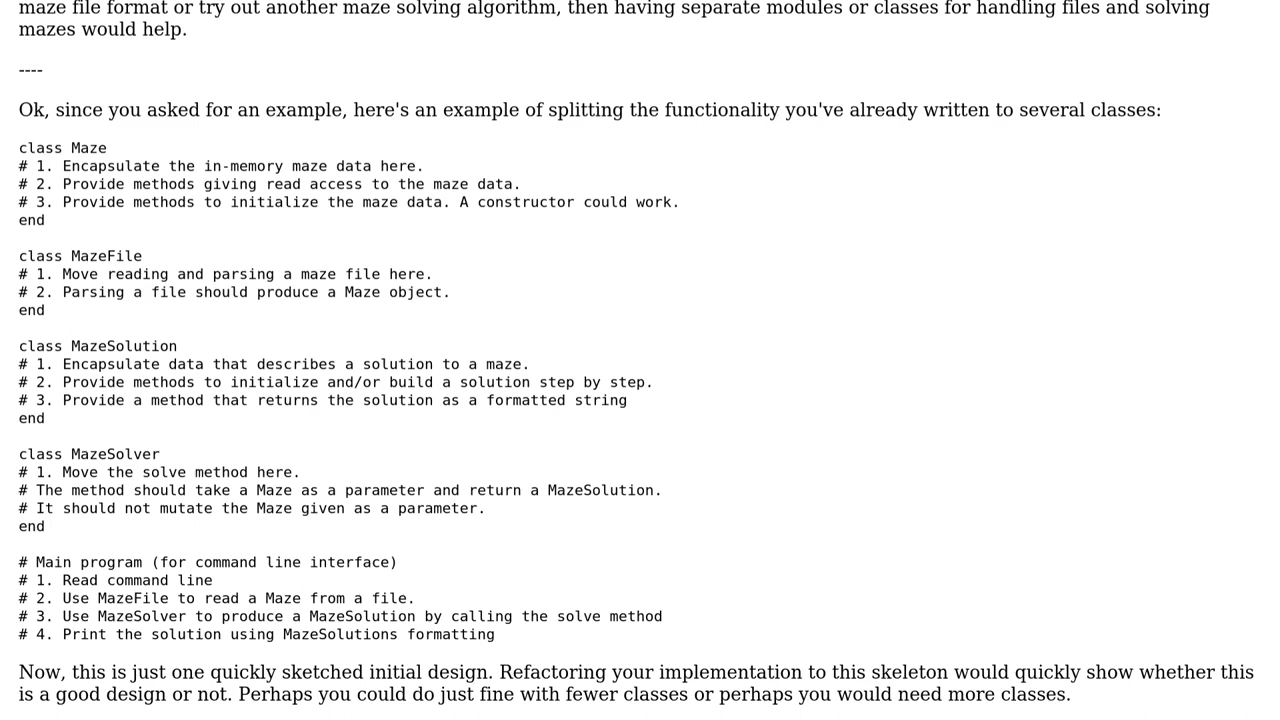 maze file format or try out another maze solving algorithm, then having separate modules or classes for handling files and solving
mazes would help.
----
Ok, since you asked for an example, here's an example of splitting the functionality you've already written to several classes:
class Maze
# 1. Encapsulate the in-memory maze data here.
# 2. Provide methods giving read access to the maze data.
# 3. Provide methods to initialize the maze data. A constructor could work.
end
class MazeFile
# 1. Move reading and parsing a maze file here.
# 2. Parsing a file should produce a Maze object.
end
class MazeSolution
# 1. Encapsulate data that describes a solution to a maze.
# 2. Provide methods to initialize and/or build a solution step by step.
# 3. Provide a method that returns the solution as a formatted string
end
class MazeSolver
# 1. Move the solve method here.
# The method should take a Maze as a parameter and return a MazeSolution.
# It should not mutate the Maze given as a parameter.
end
# Main program (for command line interface)
# 1. Read command line
# 2. Use MazeFile to read a Maze from a file.
# 3. Use MazeSolver to produce a MazeSolution by calling the solve method
# 4. Print the solution using MazeSolutions formatting
Now, this is just one quickly sketched initial design. Refactoring your implementation to this skeleton would quickly show whether this
is a good design or not. Perhaps you could do just fine with fewer classes or perhaps you would need more classes.